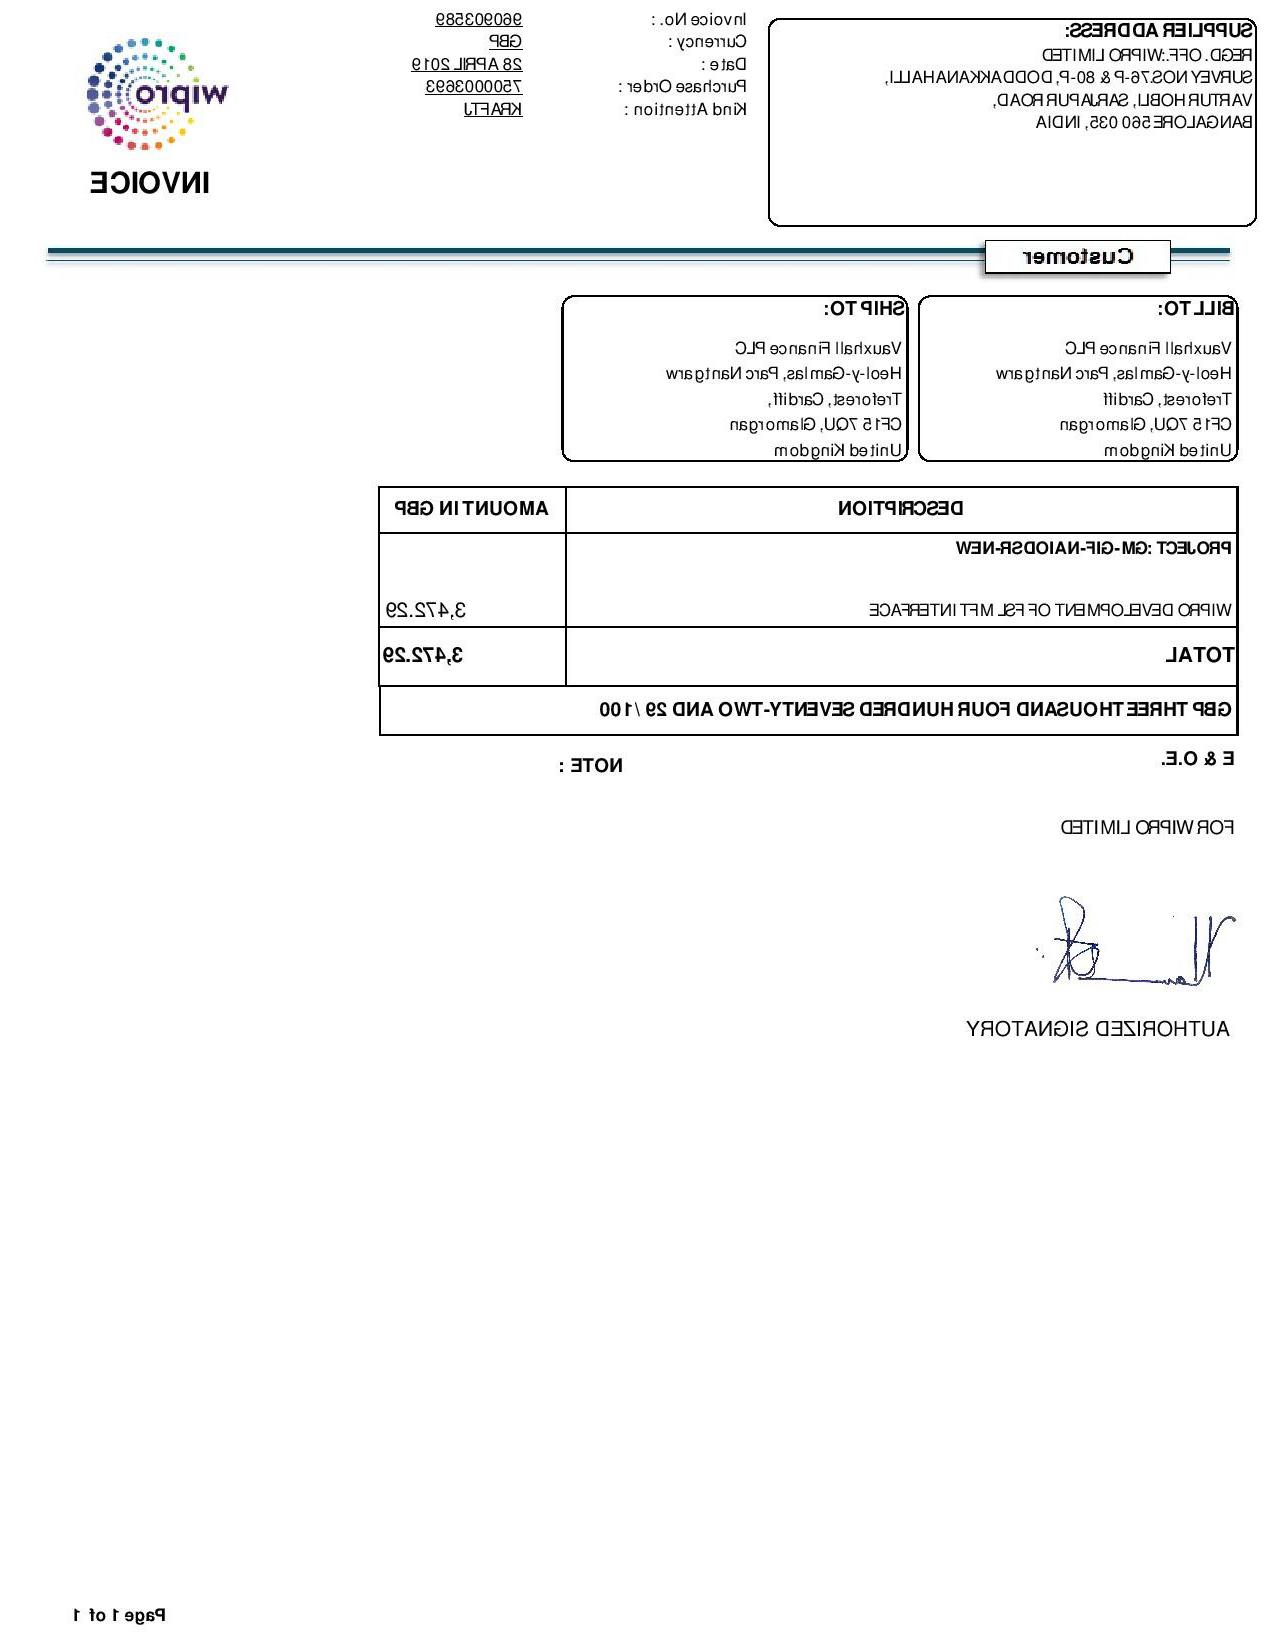 SUPPLIER ADDRESS:
REGD. OFF.:WIPRO LIMITED
SURVEY NOS76-P & 80-P, DODDAKKANAHALLI,
VARTUR HOBLI, SARJAPUR ROAD,
BANGALORE 560 035, INDIA
Invoice No. : 960903589
Currency : GBP
Date : 28 APRIL 2019
Purchase Order : 7500003693
Kind Attention : KRAFTJ
wipro
INVOICE
Customer
BILL TO:
Vauxhall Finance PLC
Heol-y-Gamlas, Parc Nantgarw
Treforest, Cardiff
CF15 7QU, Glamorgan
United Kingdom
SHIP TO:
Vauxhall Finance PLC
Heol-y-Gamlas, Parc Nantgarw
Treforest, Cardiff,
CF15 7QU, Glamorgan
United Kingdom
DESCRIPTION AMOUNT IN GBP
PROJECT :GM-GIF-NAIODSR-NEW
WIPRO DEVELOPMENT OF FSL MFT INTERFACE 3,472.29
TOTAL 3,472.29
GBP THREE THOUSAND FOUR HUNDRED SEVENTY-TWO AND 29 /100
E & O.E. NOTE :
FOR WIPRO LIMITED
AUTHORIZED SIGNATORY
Page 1 of 1